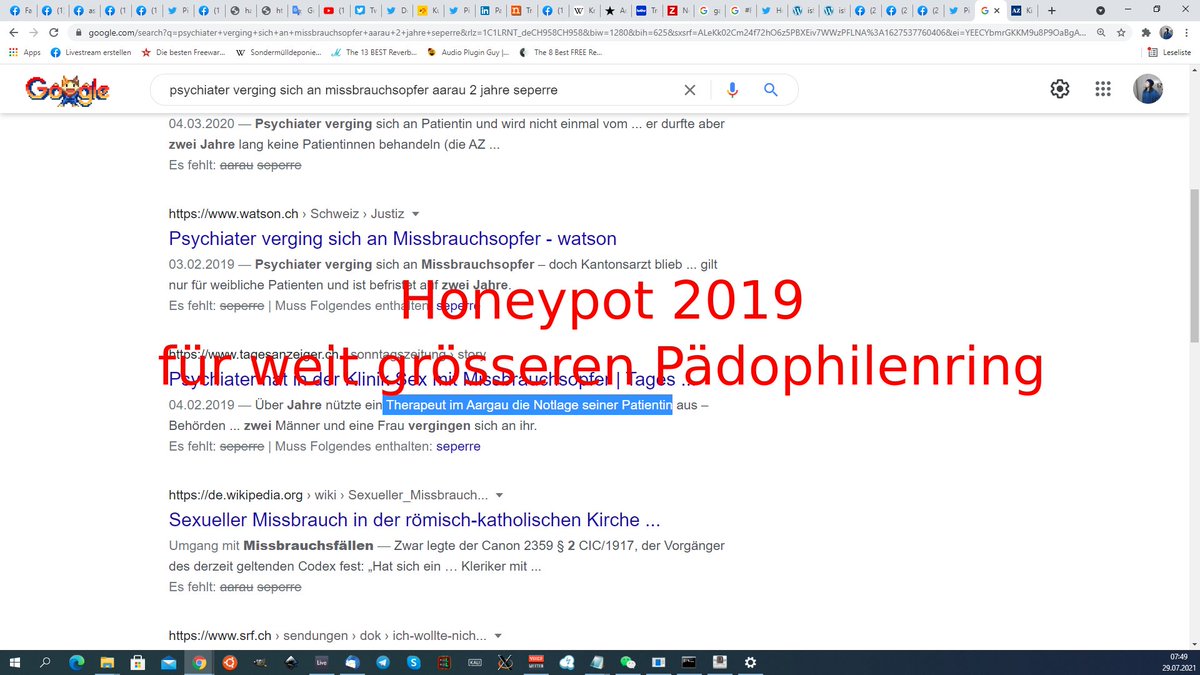 Apps
Livestream erstellen
Die besten Freewar...
Sondermülldeponie...
The 13 BEST Reverb...
Audio Plugin Guy |...
The 8 Best FREE Re...
Leseliste
google.com/search?q=psychiater+verging+sich+an+missbrauchsopfer+aarau+2+jahre+seperre&rlz=1C1LRNT_deCH958CH958&biw=1280&bih=625&sxsrf=
Google
psychiater verging sich an missbrauchsopfer aarau 2 jahre seperre
04.03.2020 — Psychiater verging sich an Patientin und wird nicht einmal vom ... er durfte aber
zwei Jahre lang keine Patientinnen behandeln (die AZ ...
Es fehlt: aarau seperre
https://www.watson.ch › Schweiz › Justiz
Psychiater verging sich an Missbrauchsopfer - watson
03.02.2019 — Psychiater verging sich an Missbrauchsopfer – doch Kantonsarzt blieb ... gilt
nur für weibliche Patienten und ist befristet auf zwei Jahre.
Es fehlt: seperre | Muss Folgendes enthalten: seperre
Honeypot 2019
für weit grösseren Pädophilenring
https://www.tagesanzeiger.ch › sonntagszeitung › story
Psychiater hat in der Klinik Sex mit Missbrauchsopfer | Tages ...
04.02.2019 — Über Jahre nützte ein Therapeut im Aargau die Notlage seiner Patientin aus –
Behörden ... zwei Männer und eine Frau vergingen sich an ihr.
Es fehlt: seperre | Muss Folgendes enthalten: seperre
https://de.wikipedia.org › wiki › Sexueller_Missbrauch...
Sexueller Missbrauch in der römisch-katholischen Kirche ...
Umgang mit Missbrauchsfällen — Zwar legte der Canon 2359 § 2 CIC/1917, der Vorgänger
des derzeit geltenden Codex fest: „Hat sich ein … Kleriker mit ...
Es fehlt: aarau seperre
https://www.srf.ch › sendungen › dok › ich-wollte-nich...
07:49
29.07.2021